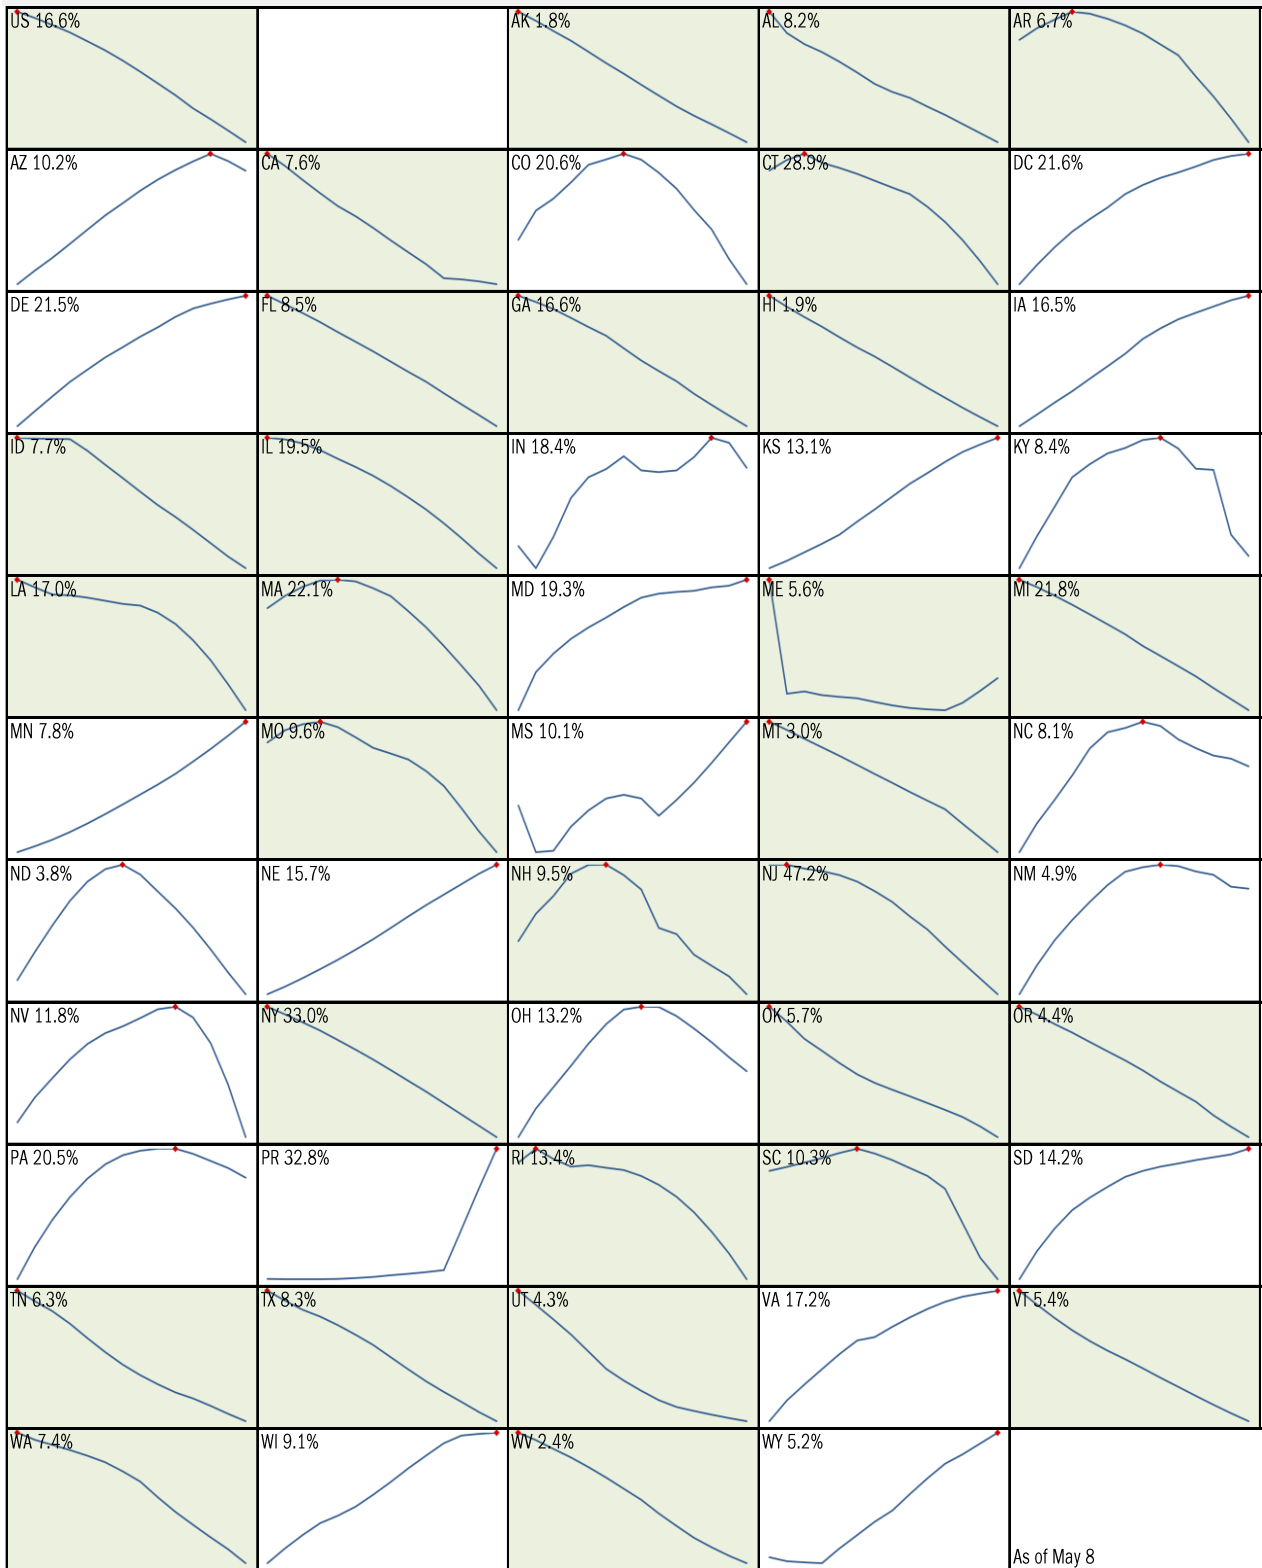 US 16.6%
AK 1.8%
AL 8.2%
AR 6.7%
AZ 10.2%
CA 7.6%
CO 20.6%
CT 28.9%
DC 21.6%
DE 21.5%
FL 8.5%
GA 16.6%
HI 1.9%
IA 16.5%
ID 7.7%
IL 19.5%
IN 18.4%
KS 13.1%
KY 8.4%
LA 17.0%
MA 22.1%
MD 19.3%
ME 5.6%
MI 21.8%
MN 7.8%
MO 9.6%
MS 10.1%
MT 3.0%
NC 8.1%
ND 3.8%
NE 15.7%
NH 9.5%
NJ 47.2%
NM 4.9%
NV 11.8%
NY 33.0%
OH 13.2%
OK 5.7%
OR 4.4%
PA 20.5%
PR 32.8%
RI 13.4%
SC 10.3%
SD 14.2%
TN 6.3%
TX 8.3%
UT 4.3%
VA 17.2%
VT 5.4%
WA 7.4%
WI 9.1%
WV 2.4%
WY 5.2%
As of May 8